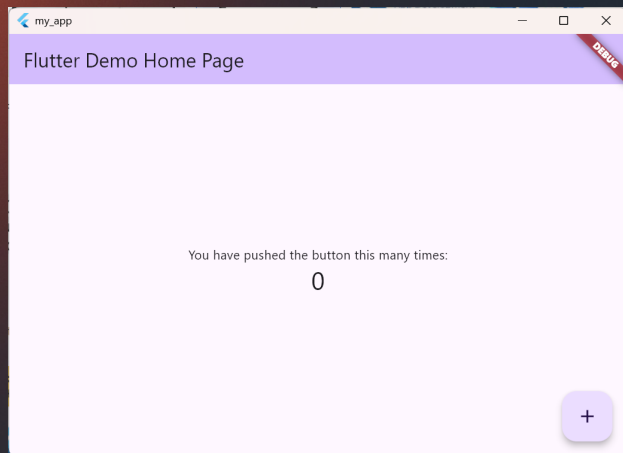 my_app
Flutter Demo Home Page
DEBUG
You have pushed the button this many times:
0
+